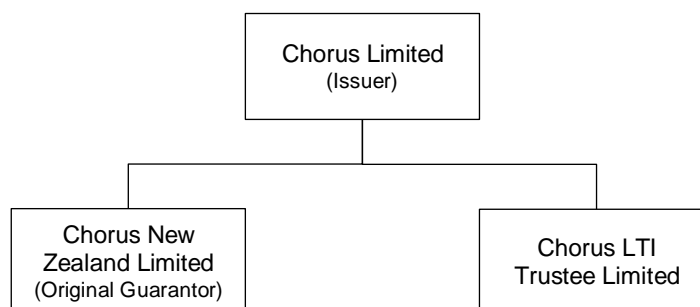 Chorus Limited
(Issuer)
Chorus New
Zealand Limited
(Original Guarantor)
Chorus LTI
Trustee Limited